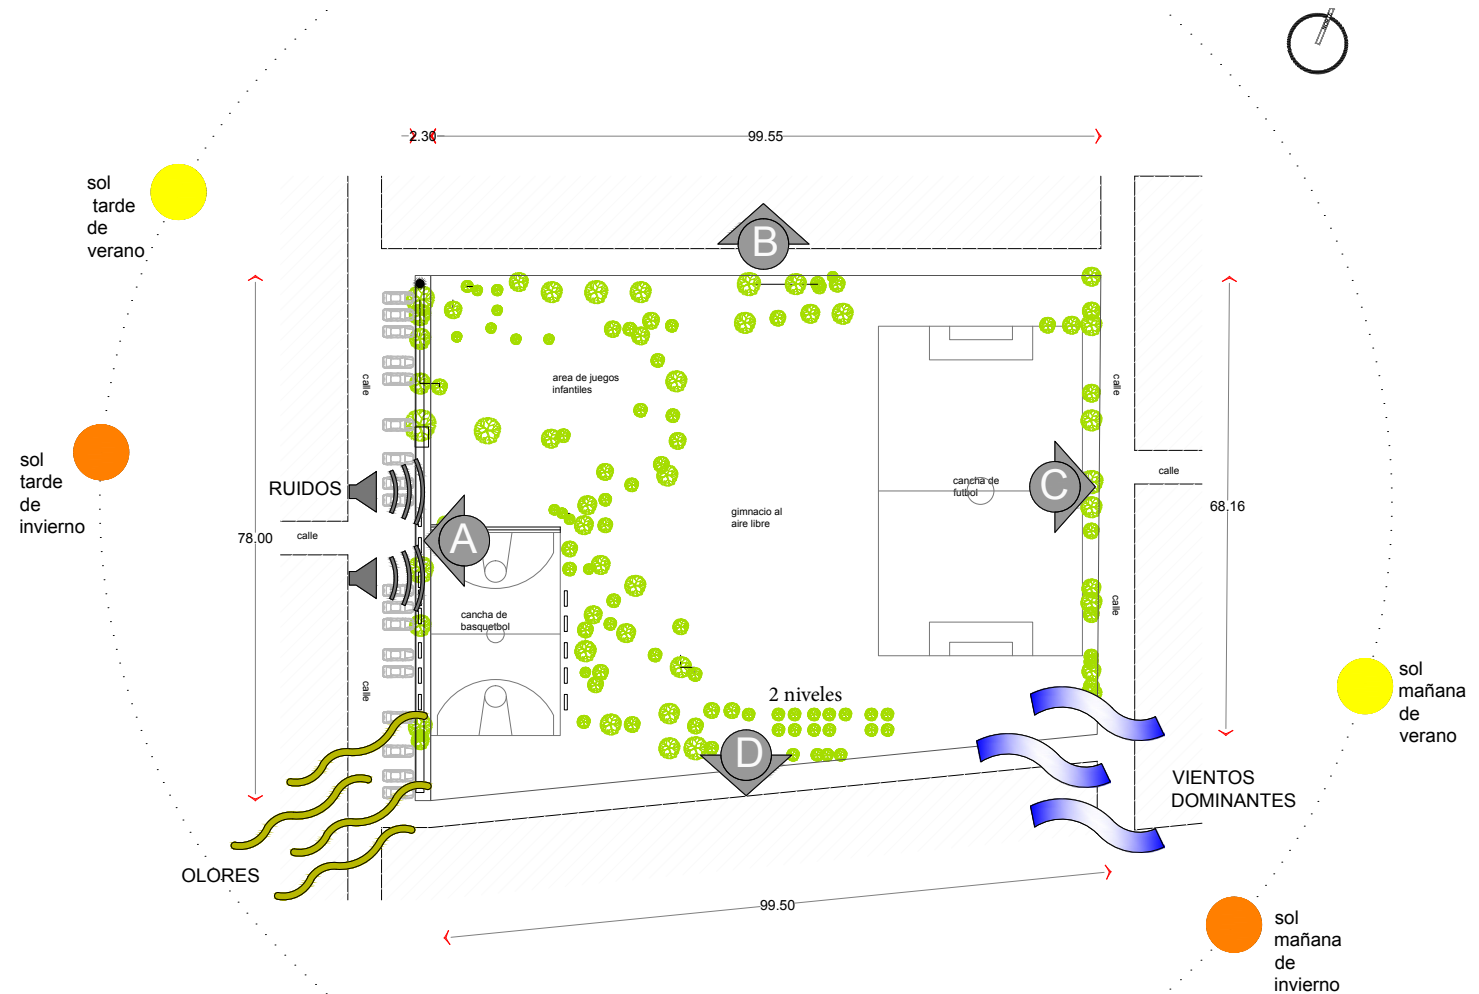 NORTE
2.30
99.55
sol
tarde
de
verano
B
area de juegos
infantiles
calle
calle
sol
tarde
de
invierno
RUIDOS
calle
78.00
A
gimnacio al
aire libre
cancha de
futbol
C
calle
68.16
cancha de
basquetbol
calle
calle
2 niveles
D
sol
mañana
de
verano
VIENTOS
DOMINANTES
OLORES
99.50
sol
mañana
de
invierno